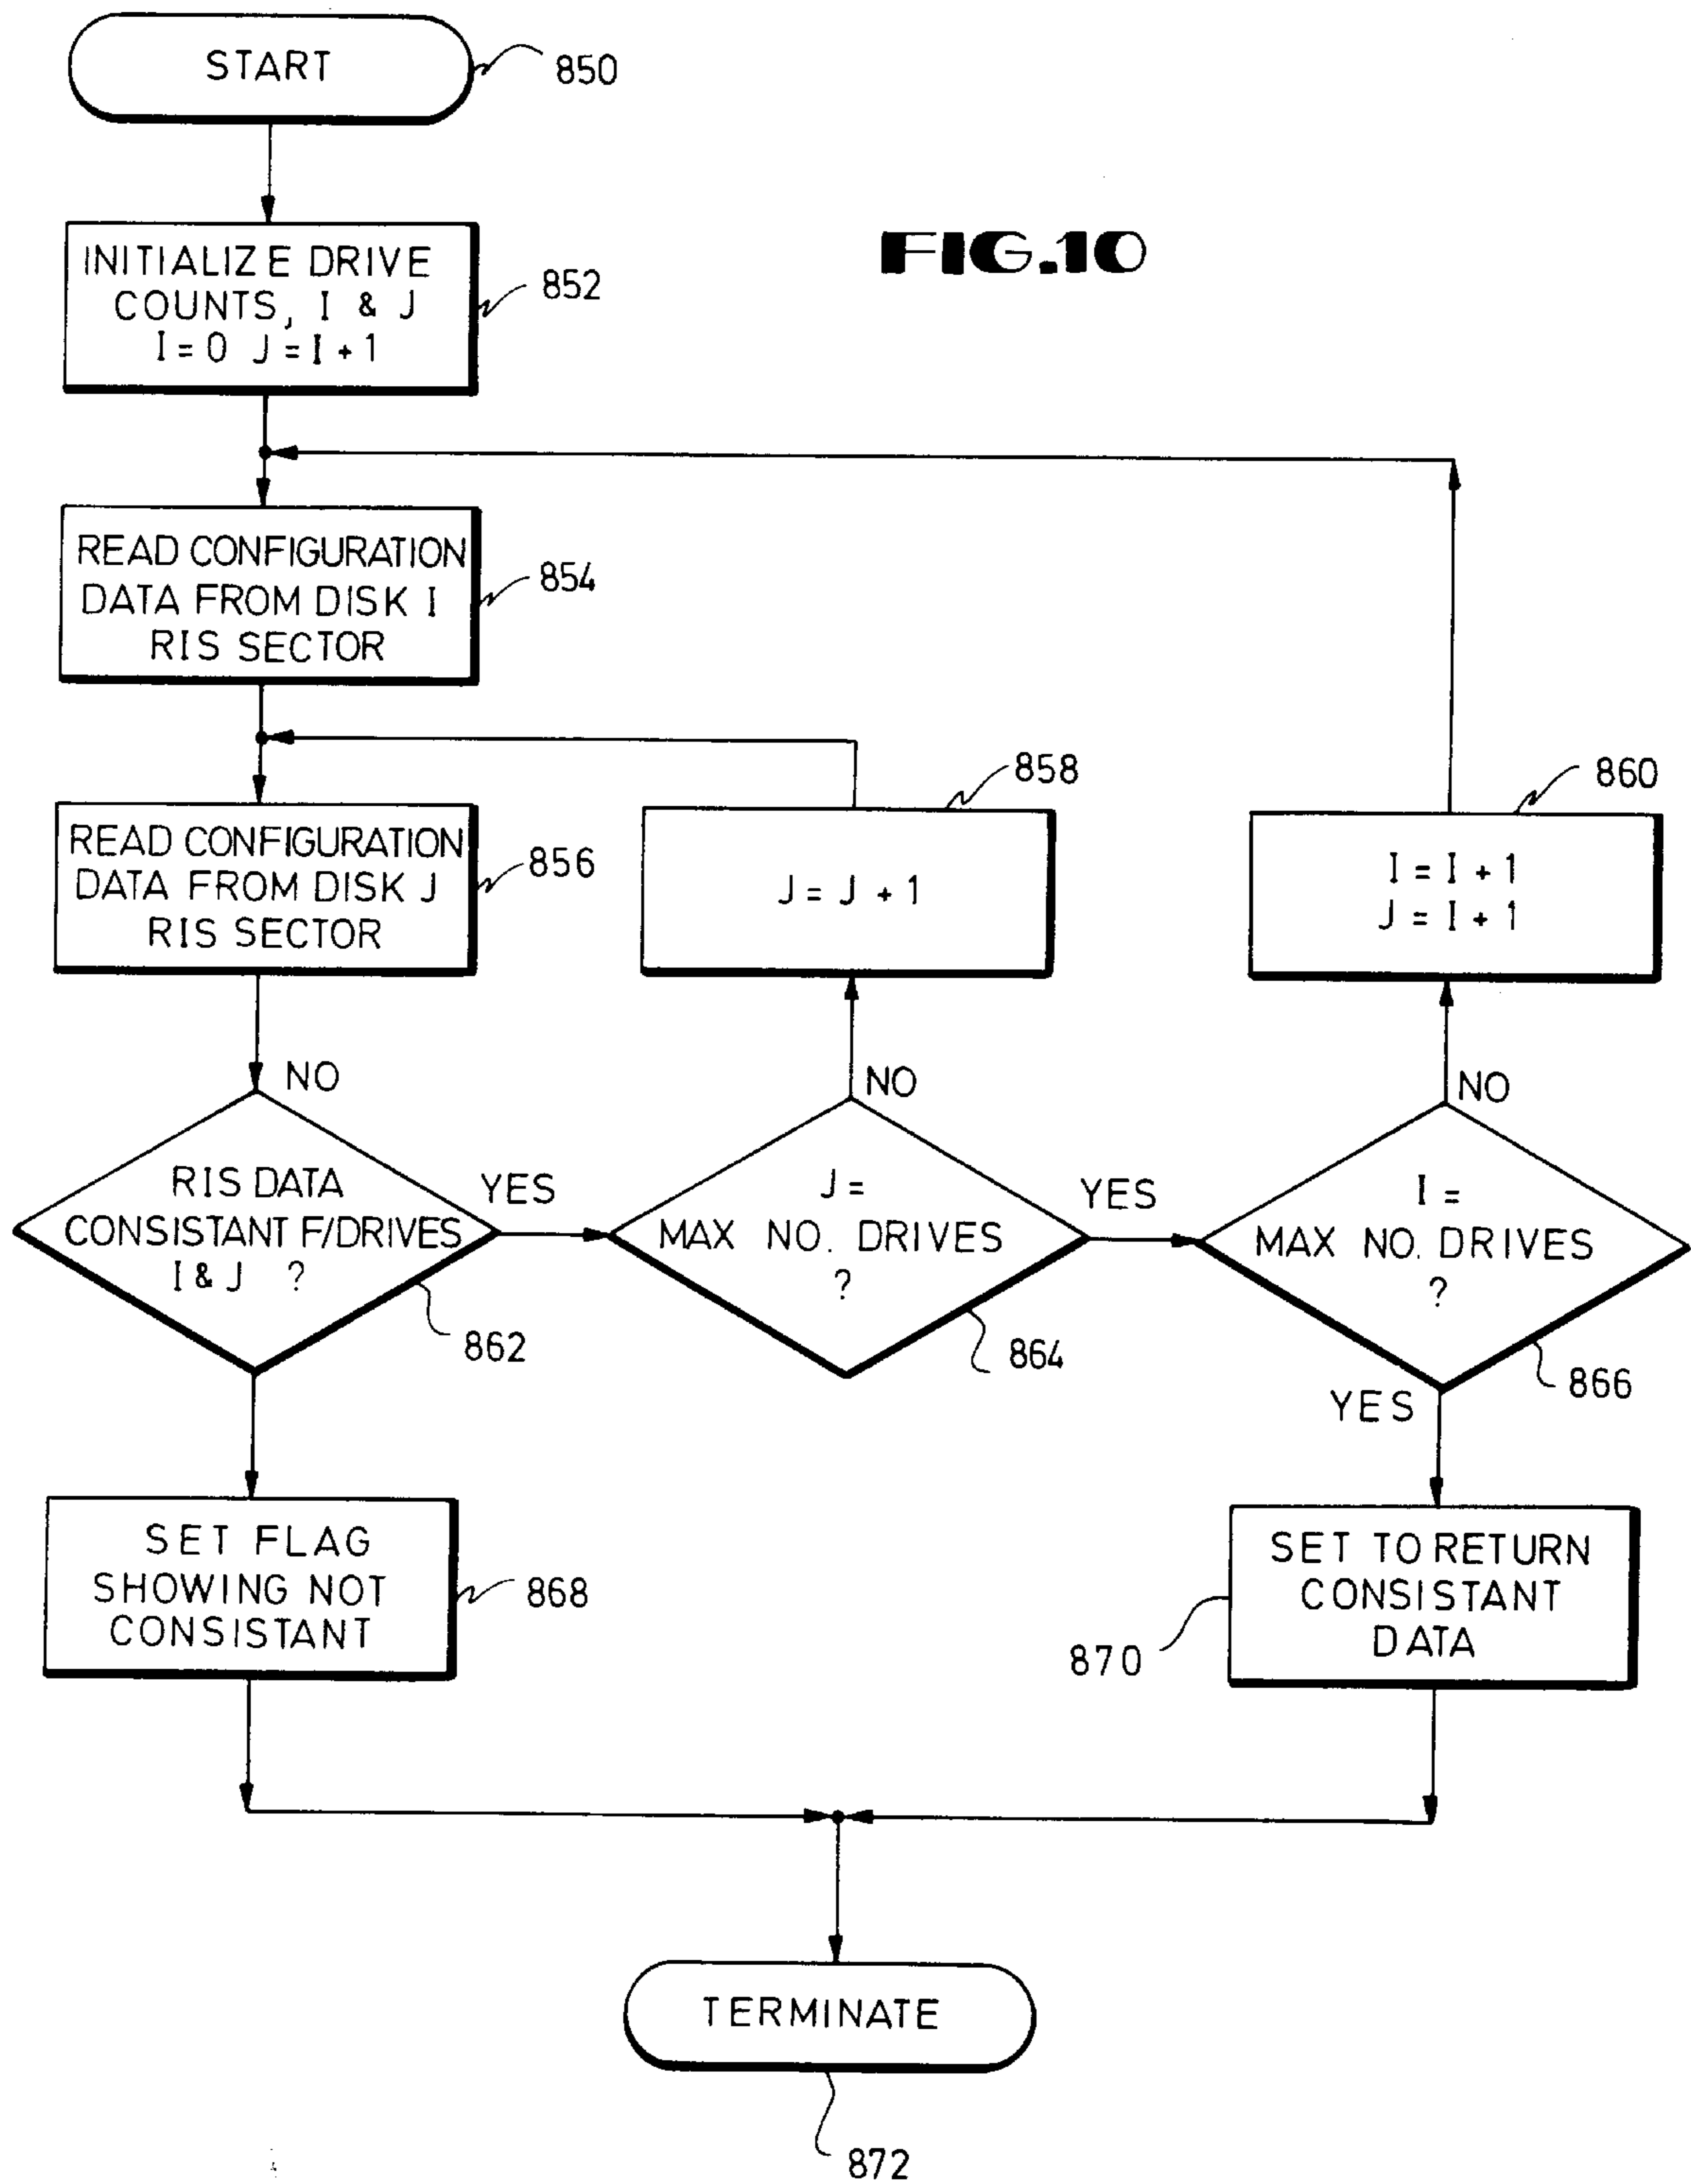 START
850
FIG.10
INITIALIZE DRIVE
COUNTS, I & J
I = 0 J = I + 1
852
READ CONFIGURATION
DATA FROM DISK I
RIS SECTOR
854
READ CONFIGURATION
DATA FROM DISK J
RIS SECTOR
856
J = J + 1
858
I = I + 1
J = I + 1
860
NO
RIS DATA
CONSISTANT F/DRIVES
I & J ?
862
YES
NO
J =
MAX NO. DRIVES
?
864
YES
NO
I =
MAX NO. DRIVES
?
866
YES
SET FLAG
SHOWING NOT
CONSISTANT
868
SET TO RETURN
CONSISTANT
DATA
870
TERMINATE
872